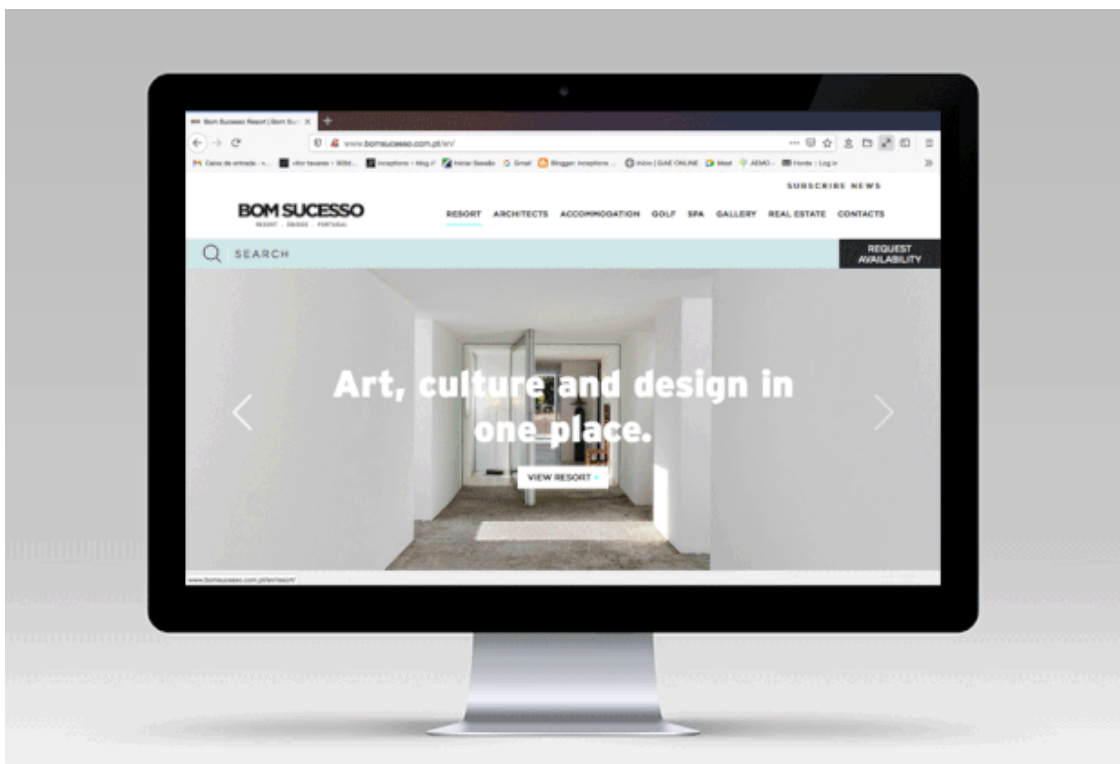 Bom Sucesso Resort | Bom Suc
www.bomsucesso.com.pt/en/
Gmail
Meet
SUBSCRIBE NEWS
BOM SUCESSO
RESORT . ÓBIDOS . PORTUGAL
RESORT ARCHITECTS ACCOMMODATION GOLF SPA GALLERY REAL ESTATE CONTACTS
SEARCH
REQUEST
AVAILABILITY
Art, culture and design in
one place.
VIEW RESORT
www.bomsucesso.com.pt/en/resort/